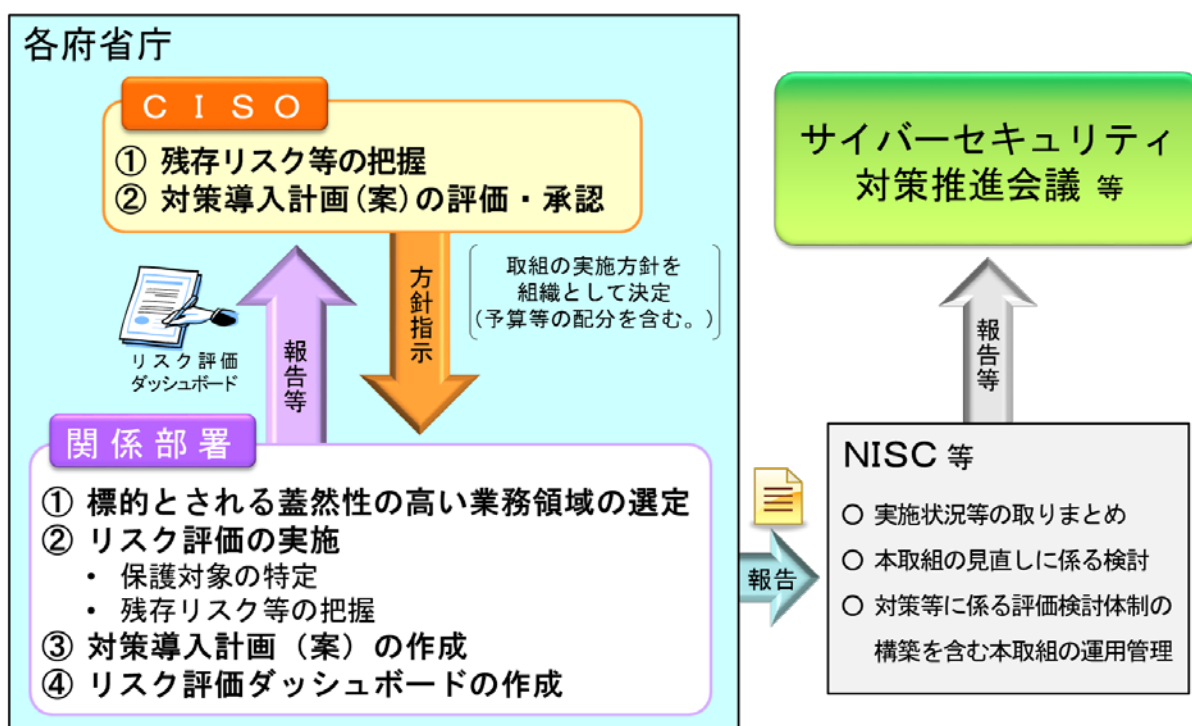 各府省庁
ＣＩＳＯ
① 残存リスク等の把握
② 対策導入計画(案)の評価・承認
リスク評価
ダッシュボード
報告等
方針指示
取組の実施方針を
組織として決定
(予算等の配分を含む。)
関係部署
① 標的とされる蓋然性の高い業務領域の選定
② リスク評価の実施
・ 保護対象の特定
・ 残存リスク等の把握
③ 対策導入計画（案）の作成
④ リスク評価ダッシュボードの作成
報告
サイバーセキュリティ
対策推進会議 等
報告等
NISC 等
○ 実施状況等の取りまとめ
○ 本取組の見直しに係る検討
○ 対策等に係る評価検討体制の
構築を含む本取組の運用管理